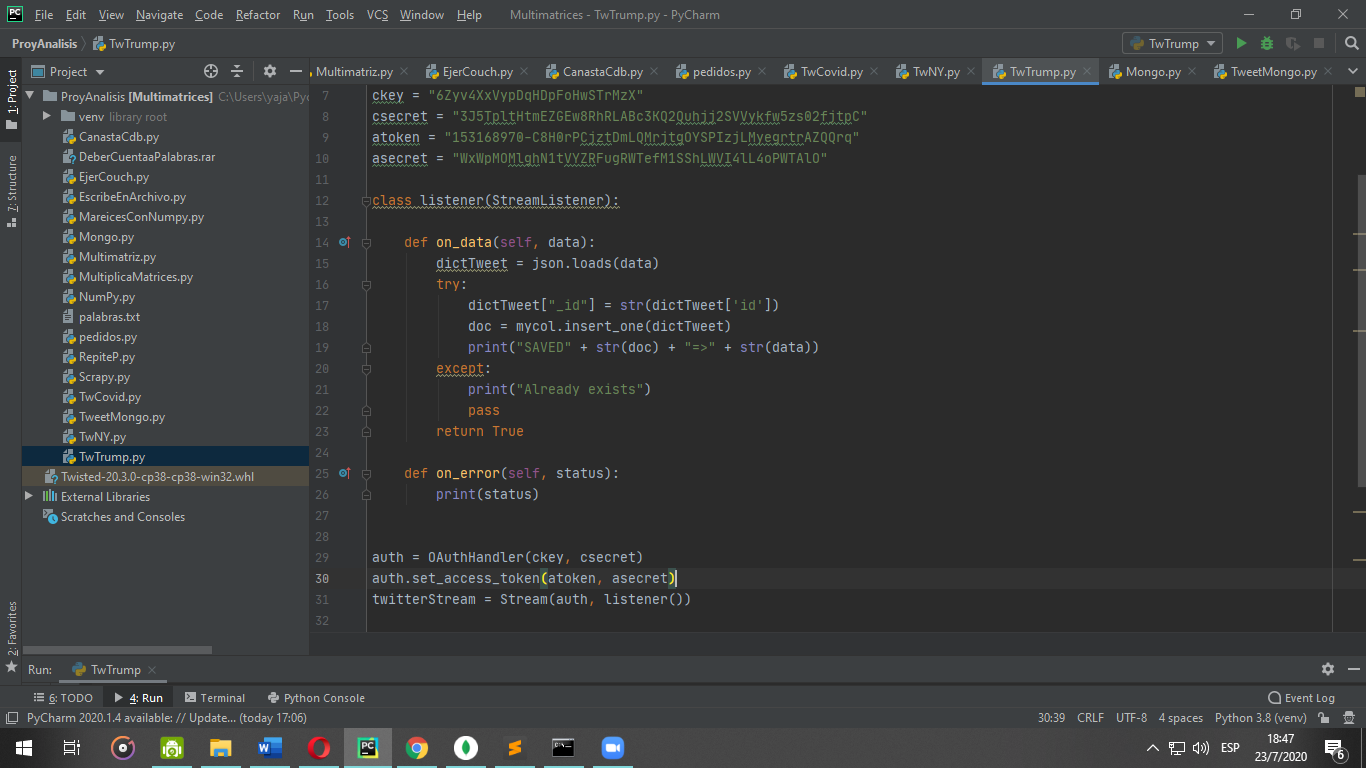 PC File Edit View Navigate Code Refactor Run Tools VCS Window Help Multimatrices - TwTrump.py - PyCharm
ProyAnalisis TwTrump.py TwTrump
Project Multimatriz.py EjerCouch.py CanastaCdb.py pedidos.py TwCovid.py TwNY.py TwTrump.py Mongo.py TweetMongo.py
1: Project
7: Structure
2: Favorites
ProyAnalisis [Multimatrices] C:\Users\yaja\Pyc
venv library root
CanastaCdb.py
DeberCuentaaPalabras.rar
EjerCouch.py
EscribeEnArchivo.py
MareicesConNumpy.py
Mongo.py
Multimatriz.py
MultiplicaMatrices.py
NumPy.py
palabras.txt
pedidos.py
RepiteP.py
Scrapy.py
TwCovid.py
TweetMongo.py
TwNY.py
TwTrump.py
Twisted-20.3.0-cp38-cp38-win32.whl
External Libraries
Scratches and Consoles
7 ckey = "6Zyv4XxVypDqHDpFoHwSTrMzX"
8 csecret = "3J5TpltHtmEZGEw8RhRLABc3KQ2Quhjj2SVVykfw5zs02fjtpC"
9 atoken = "153168970-C8H0rPCjztDmLQMrjtgOYSPIzjLMyegrtrAZQQrq"
10 asecret = "WxWpMOMlghN1tVYZRFugRWTefM1SShLWVI4lL4oPWTAlO"
11
12 class listener(StreamListener):
13
14 def on_data(self, data):
15 dictTweet = json.loads(data)
16 try:
17 dictTweet["_id"] = str(dictTweet['id'])
18 doc = mycol.insert_one(dictTweet)
19 print("SAVED" + str(doc) + "=>" + str(data))
20 except:
21 print("Already exists")
22 pass
23 return True
24
25 def on_error(self, status):
26 print(status)
27
28
29 auth = OAuthHandler(ckey, csecret)
30 auth.set_access_token(atoken, asecret)
31 twitterStream = Stream(auth, listener())
32
Run: TwTrump
6: TODO 4: Run Terminal Python Console Event Log
PyCharm 2020.1.4 available: // Update... (today 17:06) 30:39 CRLF UTF-8 4 spaces Python 3.8 (venv)
PC ESP 18:47
23/7/2020 6